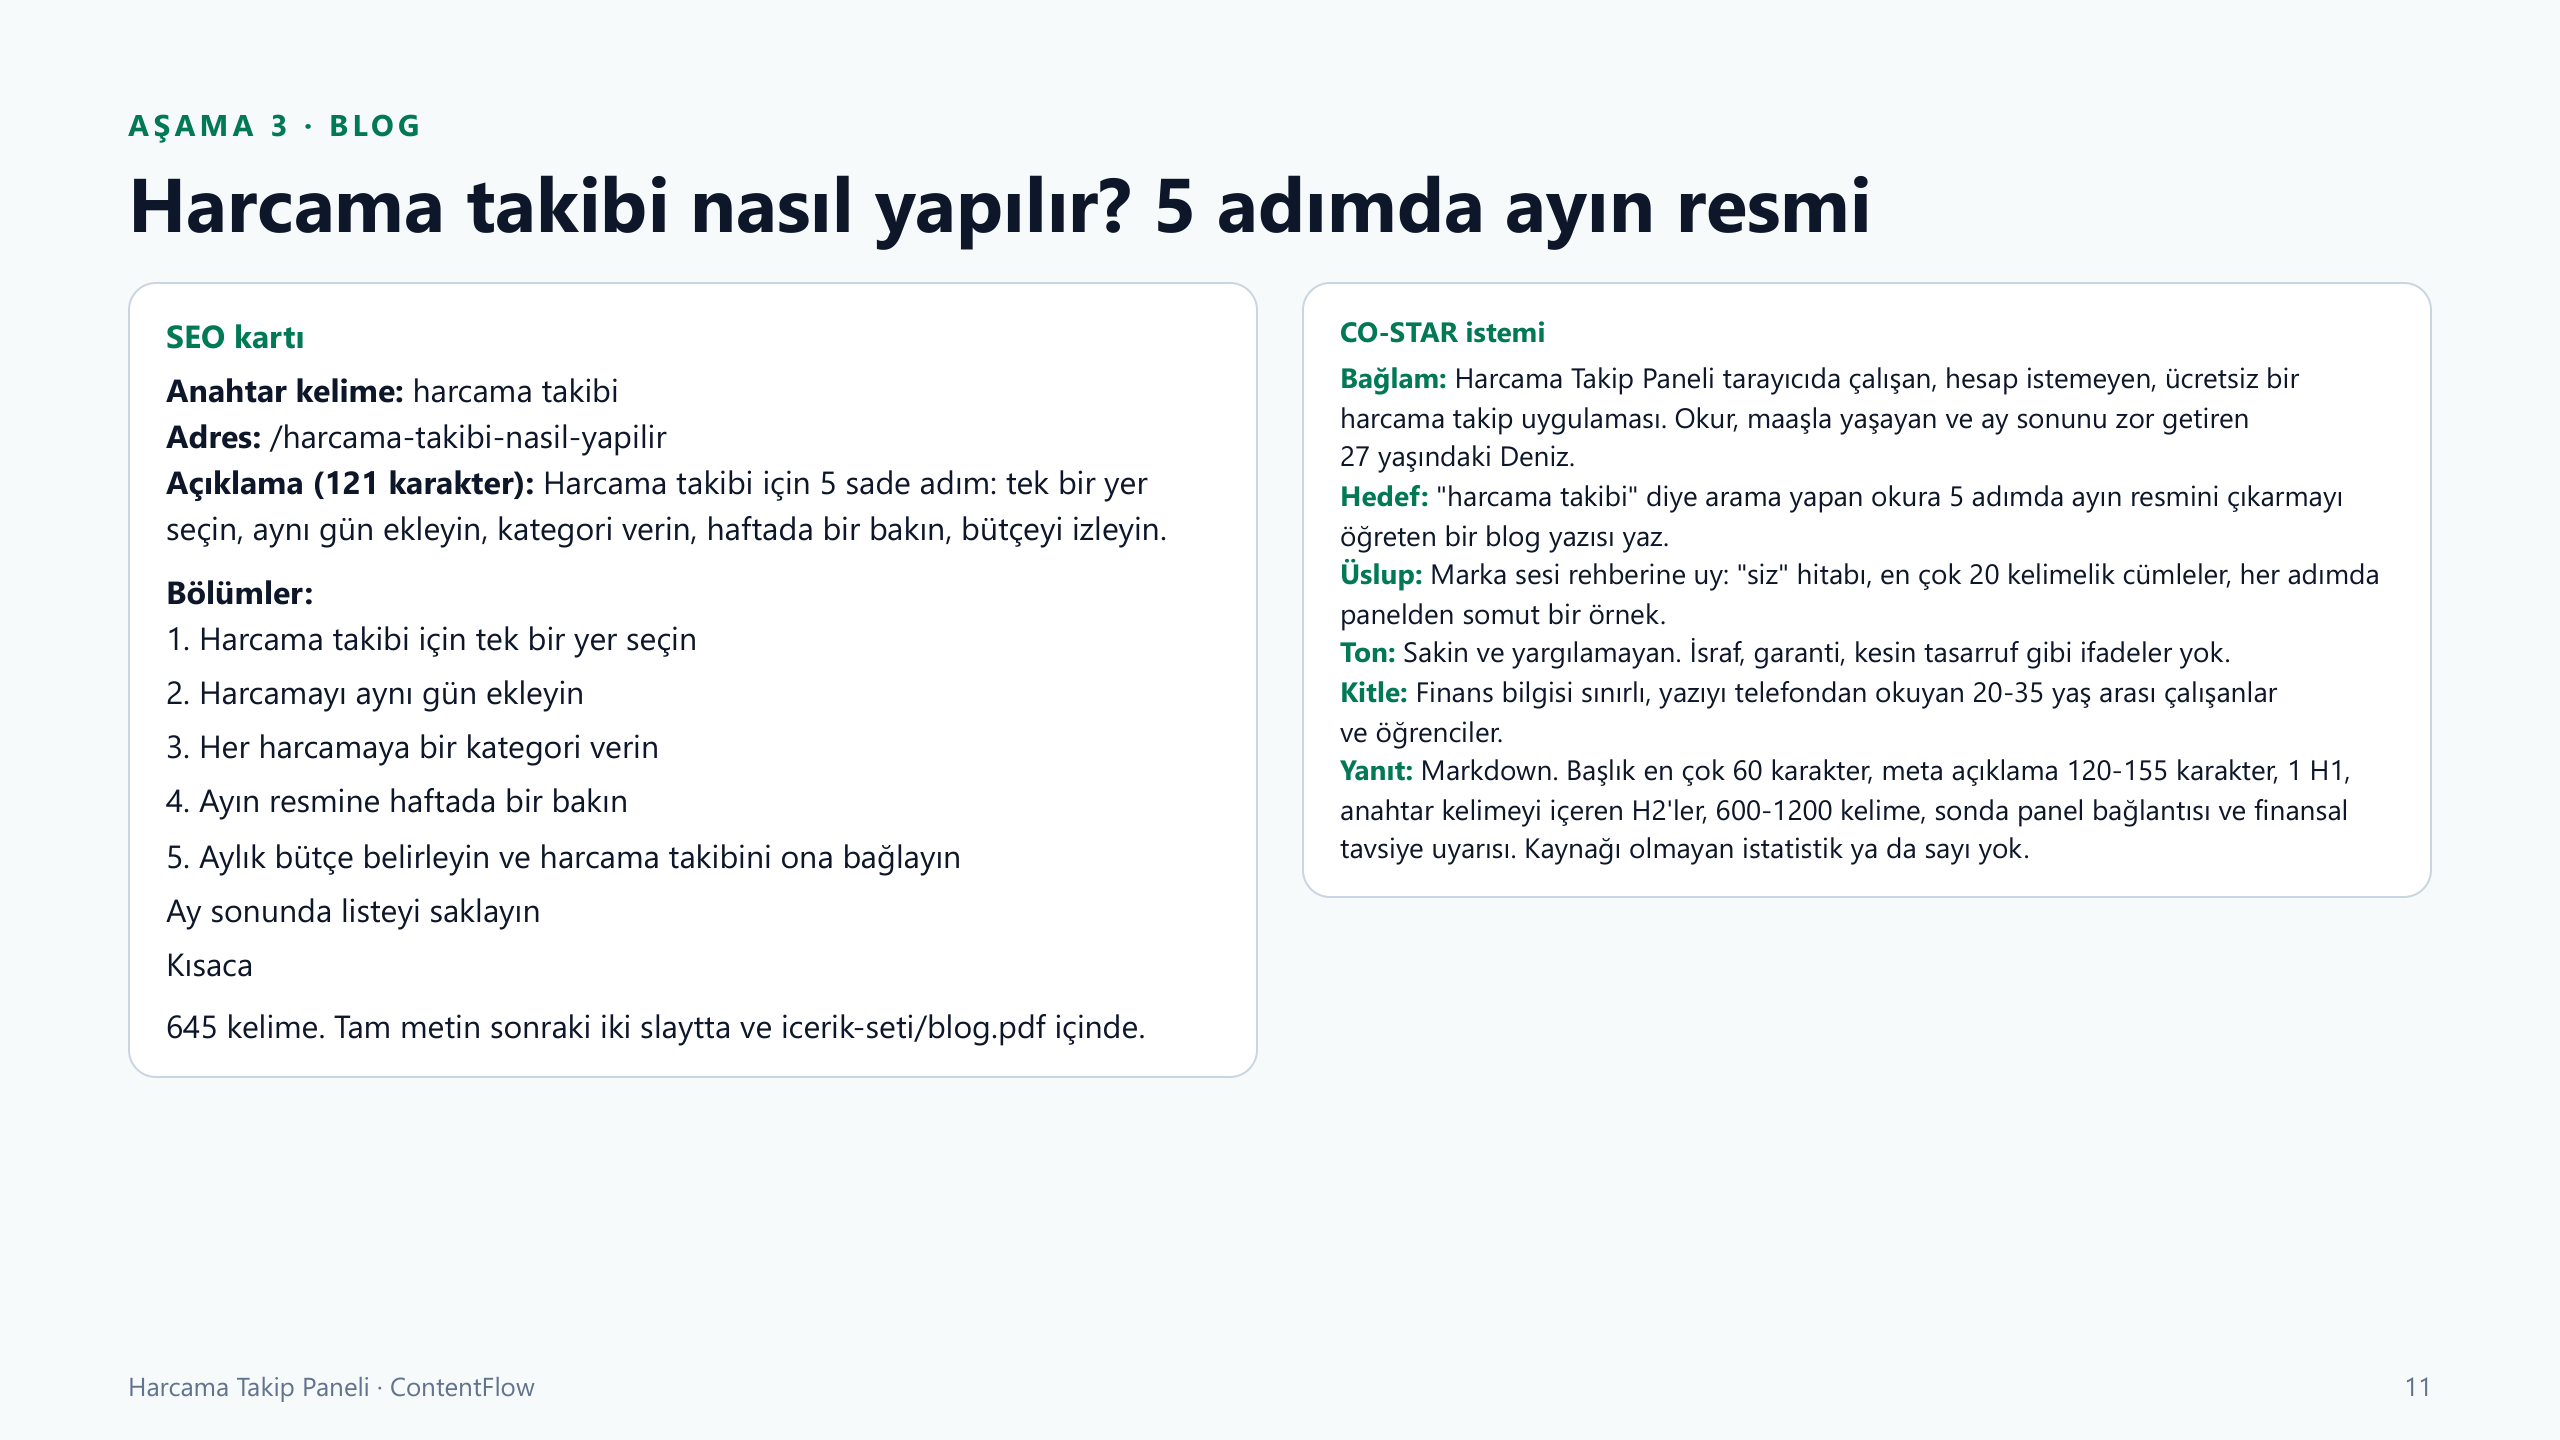 AŞAMA 3 · BLOG
Harcama takibi nasıl yapılır? 5 adımda ayın resmi
SEO kartı
Anahtar kelime: harcama takibi
Adres: /harcama-takibi-nasil-yapilir
Açıklama (121 karakter): Harcama takibi için 5 sade adım: tek bir yer
seçin, aynı gün ekleyin, kategori verin, haftada bir bakın, bütçeyi izleyin.
Bölümler:
1. Harcama takibi için tek bir yer seçin
2. Harcamayı aynı gün ekleyin
3. Her harcamaya bir kategori verin
4. Ayın resmine haftada bir bakın
5. Aylık bütçe belirleyin ve harcama takibini ona bağlayın
Ay sonunda listeyi saklayın
Kısaca
645 kelime. Tam metin sonraki iki slaytta ve icerik-seti/blog.pdf içinde.
CO-STAR istemi
Bağlam: Harcama Takip Paneli tarayıcıda çalışan, hesap istemeyen, ücretsiz bir
harcama takip uygulaması. Okur, maaşla yaşayan ve ay sonunu zor getiren
27 yaşındaki Deniz.
Hedef: "harcama takibi" diye arama yapan okura 5 adımda ayın resmini çıkarmayı
öğreten bir blog yazısı yaz.
Üslup: Marka sesi rehberine uy: "siz" hitabı, en çok 20 kelimelik cümleler, her adımda
panelden somut bir örnek.
Ton: Sakin ve yargılamayan. İsraf, garanti, kesin tasarruf gibi ifadeler yok.
Kitle: Finans bilgisi sınırlı, yazıyı telefondan okuyan 20-35 yaş arası çalışanlar
ve öğrenciler.
Yanıt: Markdown. Başlık en çok 60 karakter, meta açıklama 120-155 karakter, 1 H1,
anahtar kelimeyi içeren H2'ler, 600-1200 kelime, sonda panel bağlantısı ve finansal
tavsiye uyarısı. Kaynağı olmayan istatistik ya da sayı yok.
Harcama Takip Paneli · ContentFlow
11